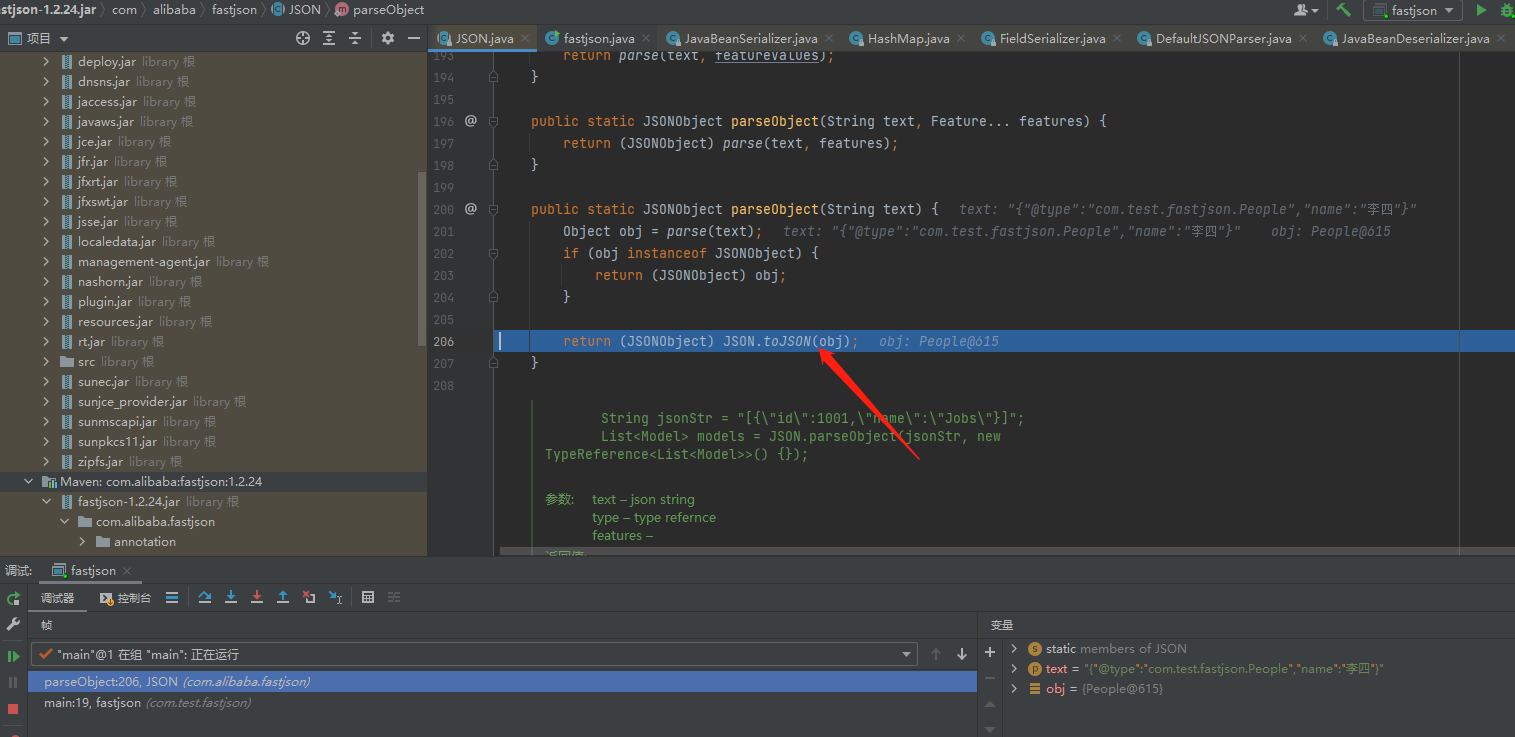 stjson-1.2.24.jar com alibaba fastjson JSON parseObject fastjson
项目 JSON.java fastjson.java JavaBeanSerializer.java HashMap.java FieldSerializer.java DefaultJSONParser.java JavaBeanDeserializer.java
deploy.jar library 根
dnsns.jar library 根
jaccess.jar library 根
javaws.jar library 根
jce.jar library 根
jfr.jar library 根
jfxrt.jar library 根
jfxswt.jar library 根
jsse.jar library 根
localedata.jar library 根
management-agent.jar library 根
nashorn.jar library 根
plugin.jar library 根
resources.jar library 根
rt.jar library 根
src library 根
sunec.jar library 根
sunjce_provider.jar library 根
sunmscapi.jar library 根
sunpkcs11.jar library 根
zipfs.jar library 根
Maven: com.alibaba:fastjson:1.2.24
fastjson-1.2.24.jar library 根
com.alibaba.fastjson
annotation
193 return parse(text, featureValues);
194 }
195
196 @ public static JSONObject parseObject(String text, Feature... features) {
197 return (JSONObject) parse(text, features);
198 }
199
200 @ public static JSONObject parseObject(String text) { text: "{"@type":"com.test.fastjson.People","name":"李四"}"
201 Object obj = parse(text); text: "{"@type":"com.test.fastjson.People","name":"李四"}" obj: People@615
202 if (obj instanceof JSONObject) {
203 return (JSONObject) obj;
204 }
205
206 return (JSONObject) JSON.toJSON(obj); obj: People@615
207 }
208
String jsonStr = "[{\"id\":1001,\"name\":\"Jobs\"}]";
List<Model> models = JSON.parseObject(jsonStr, new
TypeReference<List<Model>>() {});
参数: text – json string
type – type refernce
features –
返回值:
调试: fastjson
调试器 控制台
帧
"main"@1 在组 "main": 正在运行
parseObject:206, JSON (com.alibaba.fastjson)
main:19, fastjson (com.test.fastjson)
变量
static members of JSON
text = "{"@type":"com.test.fastjson.People","name":"李四"}"
obj = {People@615}